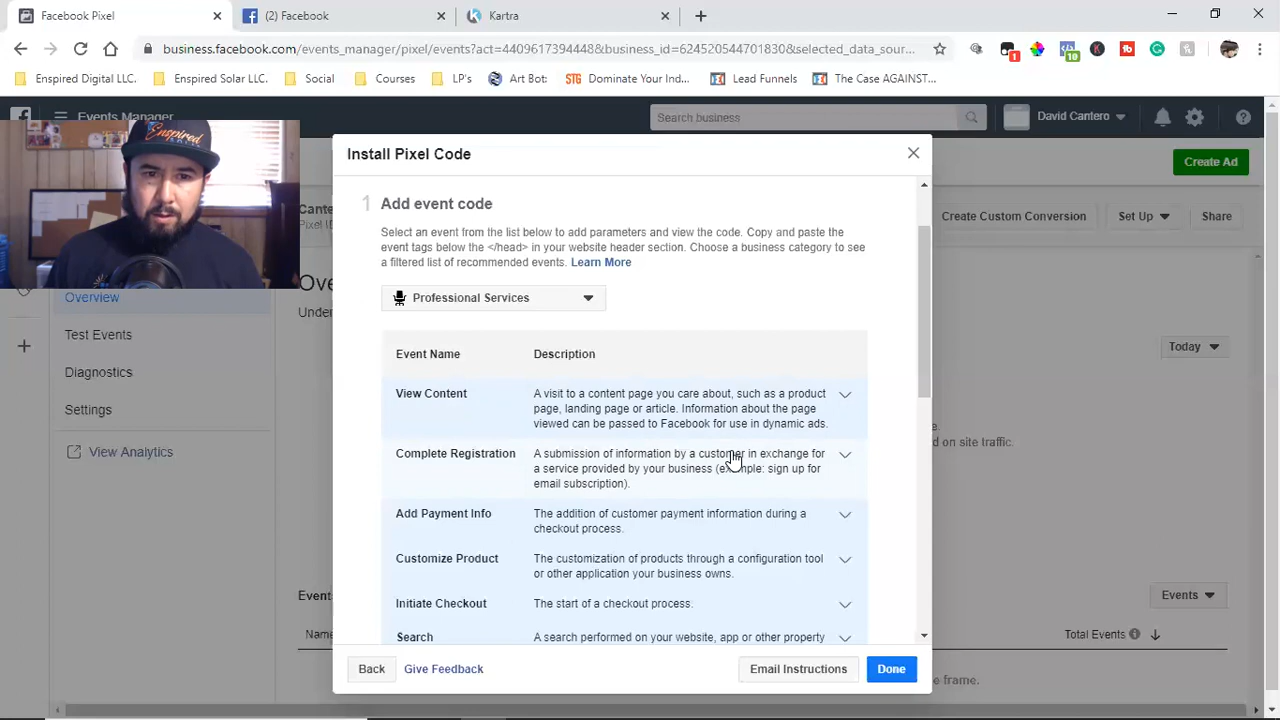 Facebook Pixel
(2) Facebook
Kartra
business.facebook.com/events_manager/pixel/events?act=4409617394448&business_id=624520544701830&selected_data_sour...
1
10
Enspired Digital LLC.
Enspired Solar LLC.
Social
Courses
LP's
Art Bot:
STG Dominate Your Ind...
Lead Funnels
The Case AGAINST...
Events Manager
Search business
David Cantero
Create Ad
Install Pixel Code
Cante
Pixel I
Create Custom Conversion
Set Up
Share
1 Add event code
Select an event from the list below to add parameters and view the code. Copy and paste the
event tags below the </head> in your website header section. Choose a business category to see
a filtered list of recommended events. Learn More
Enspired
Overview
Test Events
Diagnostics
Settings
View Analytics
Ove
Under
Today
Professional Services
Event Name
Description
View Content
A visit to a content page you care about, such as a product
page, landing page or article. Information about the page
viewed can be passed to Facebook for use in dynamic ads.
Complete Registration
A submission of information by a customer in exchange for
a service provided by your business (example: sign up for
email subscription).
Add Payment Info
The addition of customer payment information during a
checkout process.
Customize Product
The customization of products through a configuration tool
or other application your business owns.
Initiate Checkout
The start of a checkout process.
Search
A search performed on your website, app or other property
e.
d on site traffic.
Events
Events
Nam
Total Events
e frame.
Back
Give Feedback
Email Instructions
Done